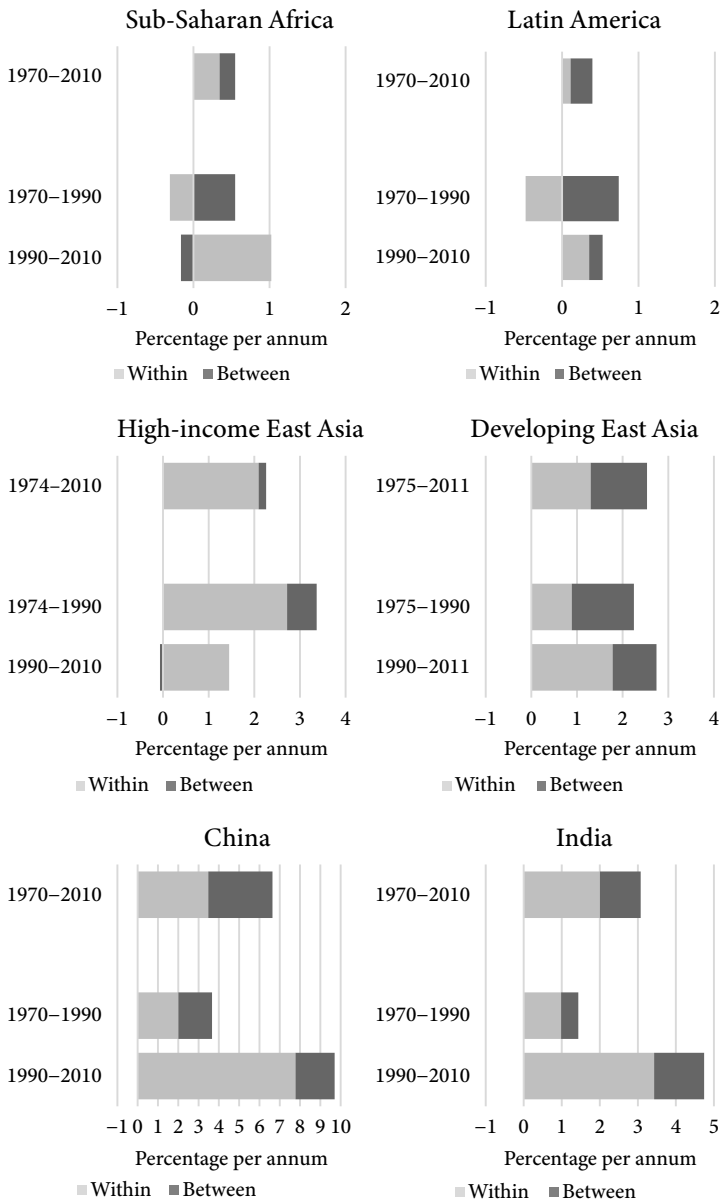 Sub-Saharan Africa
1970–2010
1970–1990
1990–2010
−1 0 1 2
Percentage per annum
Within Between
Latin America
1970–2010
1970–1990
1990–2010
−1 0 1 2
Percentage per annum
Within Between
High-income East Asia
1974–2010
1974–1990
1990–2010
−1 0 1 2 3 4
Percentage per annum
Within Between
Developing East Asia
1975–2011
1975–1990
1990–2011
−1 0 1 2 3 4
Percentage per annum
Within Between
China
1970–2010
1970–1990
1990–2010
−1 0 1 2 3 4 5 6 7 8 9 10
Percentage per annum
Within Between
India
1970–2010
1970–1990
1990–2010
−1 0 1 2 3 4 5
Percentage per annum
Within Between